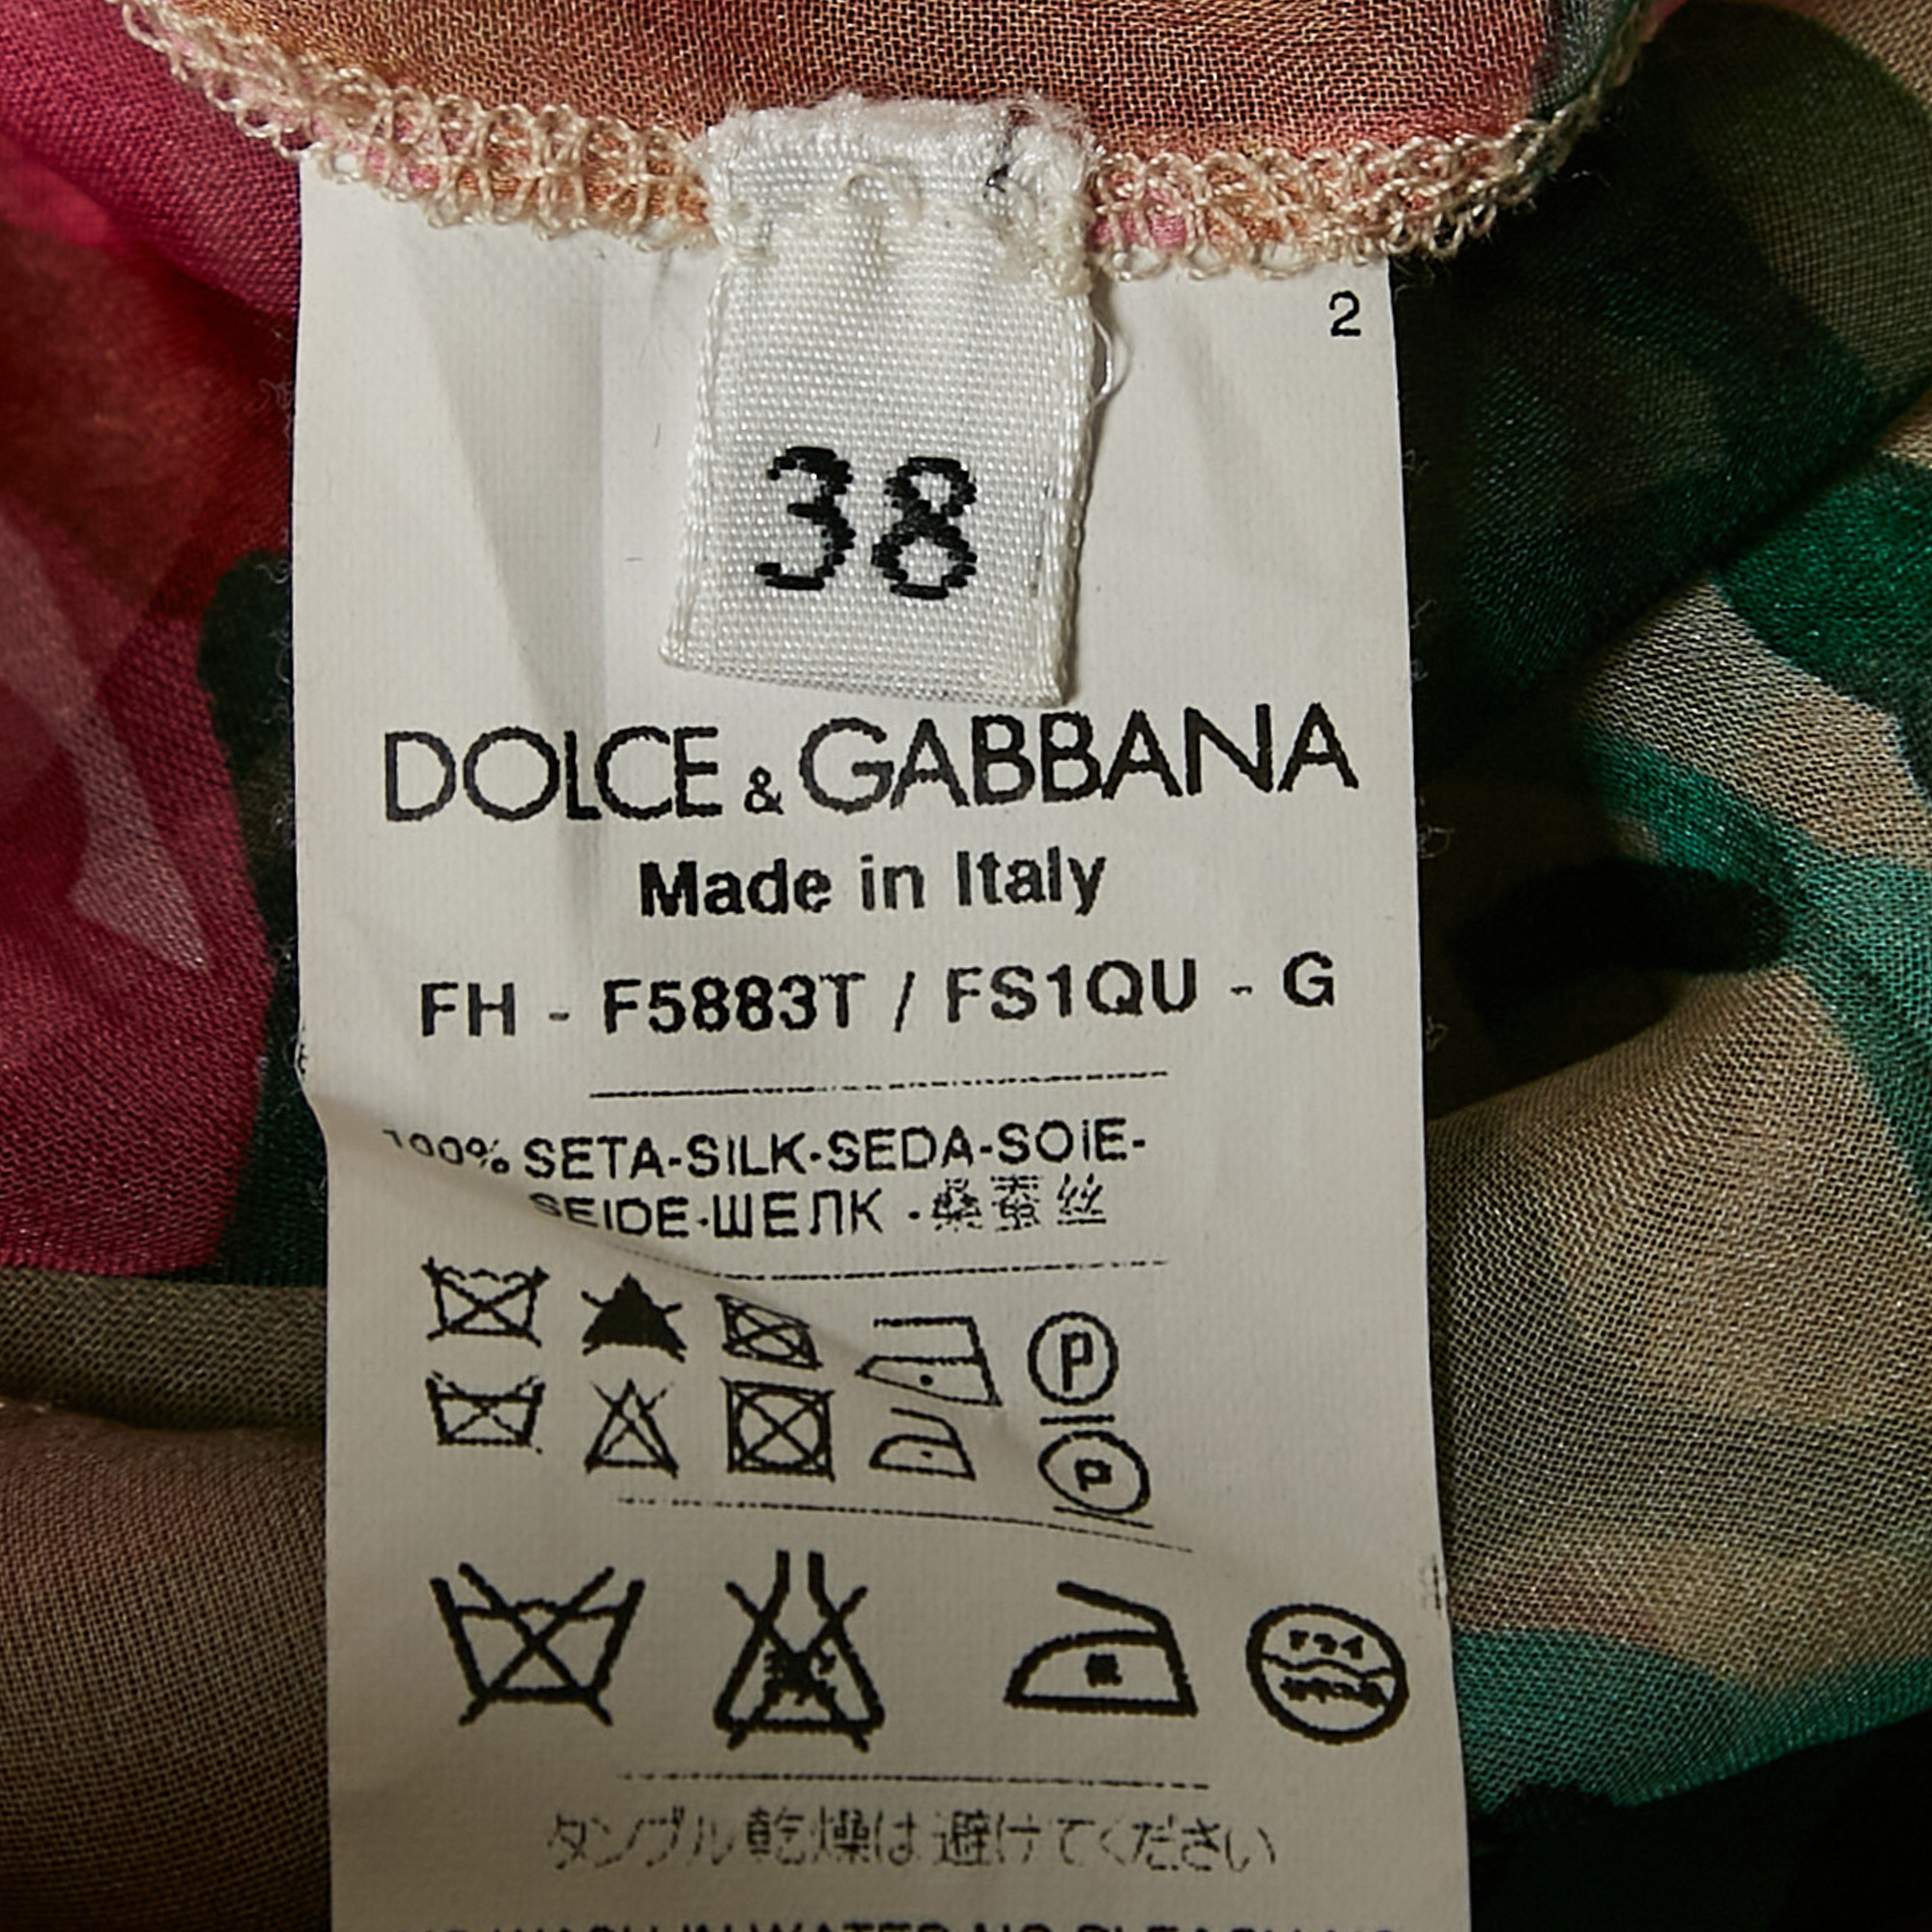 2
38
DOLCE & GABBANA
Made in Italy
FH - F5883T / FS1QU - G
100% SETA-SILK-SEDA-SOIE-
SEIDE-ШЕЛК -桑蚕丝
P
P
タンブル乾燥は避けてください